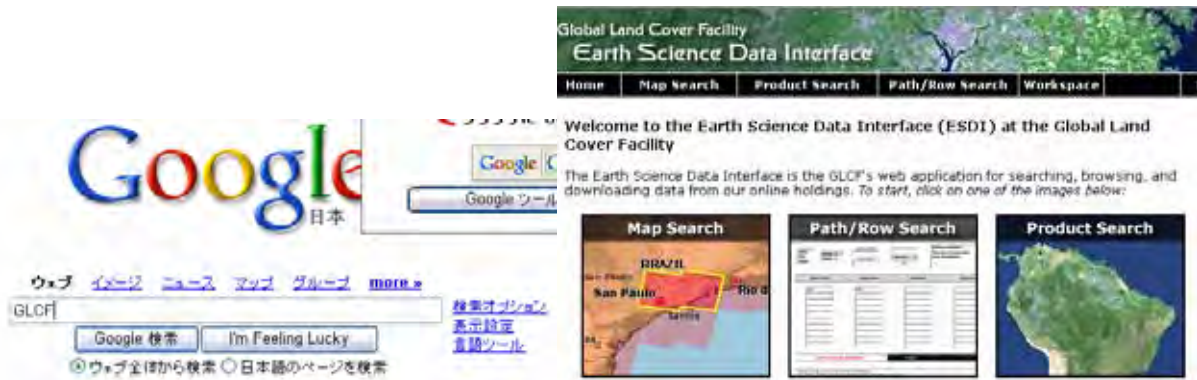 Google
日本
Google
Google ツール
ウェブ イメージ ニュース マップ グループ more »
GLCF
検索オプション
表示設定
言語ツール
Google 検索
I'm Feeling Lucky
ウェブ全体から検索 日本語のページを検索
Global Land Cover Facility
Earth Science Data Interface
Home Map Search Product Search Path/Row Search Workspace
Welcome to the Earth Science Data Interface (ESDI) at the Global Land
Cover Facility
The Earth Science Data Interface is the GLCF's web application for searching, browsing, and
downloading data from our online holdings. To start, click on one of the images below:
Map Search
BRAZIL
San Paulo
Rio d
Santos
Path/Row Search
Product Search